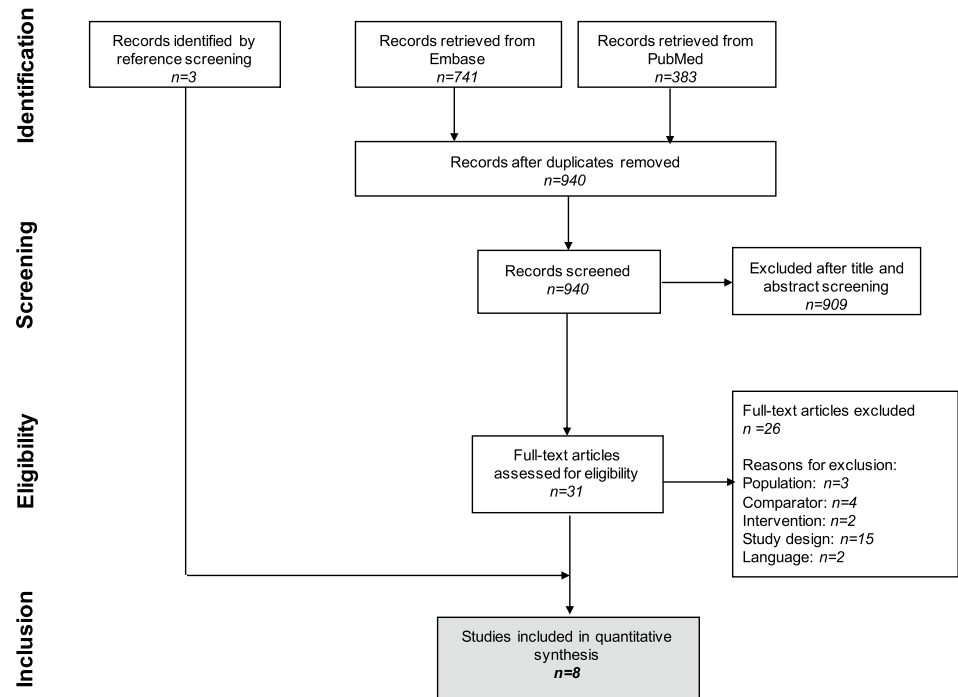 Identification
Records identified by
reference screening
n=3
Records retrieved from
Embase
n=741
Records retrieved from
PubMed
n=383
Records after duplicates removed
n=940
Screening
Records screened
n=940
Excluded after title and
abstract screening
n=909
Eligibility
Full-text articles
assessed for eligibility
n=31
Full-text articles excluded
n =26
Reasons for exclusion:
Population: n=3
Comparator: n=4
Intervention: n=2
Study design: n=15
Language: n=2
Inclusion
Studies included in quantitative
synthesis
n=8